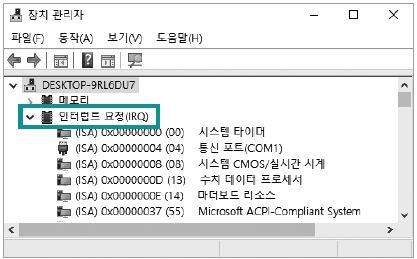 장치 관리자
파일(F) 동작(A) 보기(V) 도움말(H)
DESKTOP-9RL6DU7
메모리
인터럽트 요청(IRQ)
(ISA) 0x00000000 (00) 시스템 타이머
(ISA) 0x00000004 (04) 통신 포트(COM1)
(ISA) 0x00000008 (08) 시스템 CMOS/실시간 시계
(ISA) 0x0000000D (13) 수치 데이터 프로세서
(ISA) 0x0000000E (14) 마더보드 리소스
(ISA) 0x00000037 (55) Microsoft ACPI-Compliant System